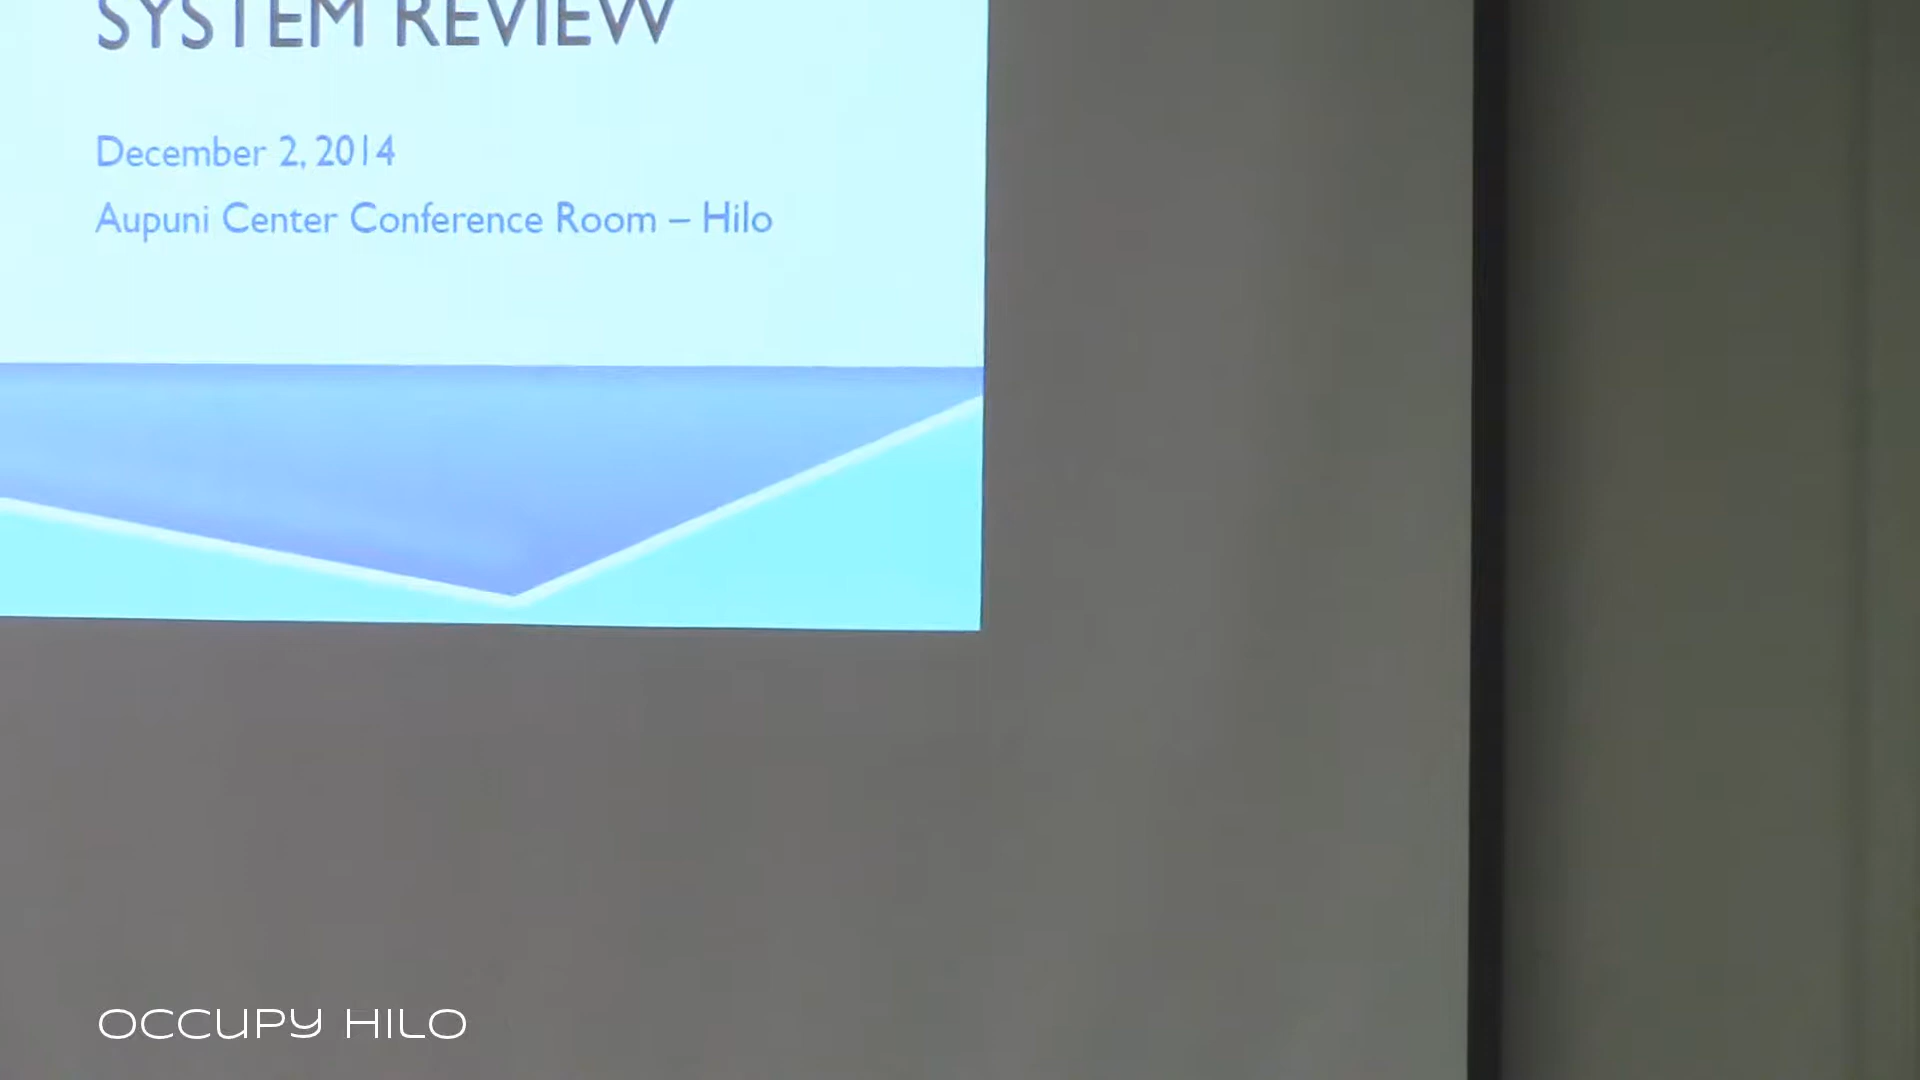 SYSTEM REVIEW
December 2, 2014
Aupuni Center Conference Room – Hilo
OCCUPY HILO